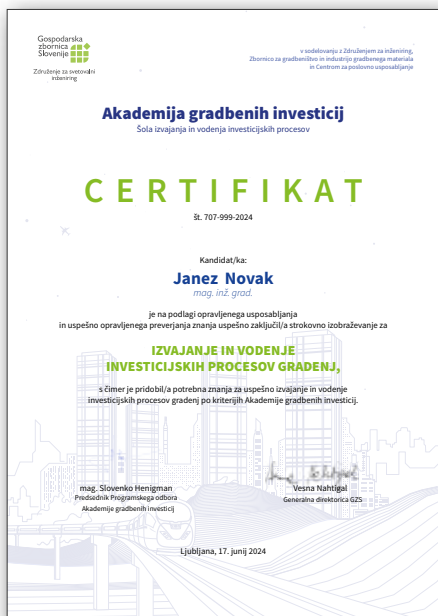 Gospodarska
zbornica
Slovenije
Združenje za svetovalni
inženiring
v sodelovanju z Združenjem za inženiring,
Zbornico za gradbeništvo in industrijo gradbenega materiala
in Centrom za poslovno usposabljanje
Akademija gradbenih investicij
Šola izvajanja in vodenja investicijskih procesov
CERTIFIKAT
št. 707-999-2024
Kandidat/ka:
Janez Novak
mag. inž. grad.
je na podlagi opravljenega usposabljanja
in uspešno opravljenega preverjanja znanja uspešno zaključil/a strokovno izobraževanje za
IZVAJANJE IN VODENJE
INVESTICIJSKIH PROCESOV GRADENJ,
s čimer je pridobil/a potrebna znanja za uspešno izvajanje in vodenje
investicijskih procesov gradenj po kriterijih Akademije gradbenih investicij.
mag. Slovenko Henigman
Predsednik Programskega odbora
Akademije gradbenih investicij
Vesna Nahtigal
Generalna direktorica GZS
Ljubljana, 17. junij 2024